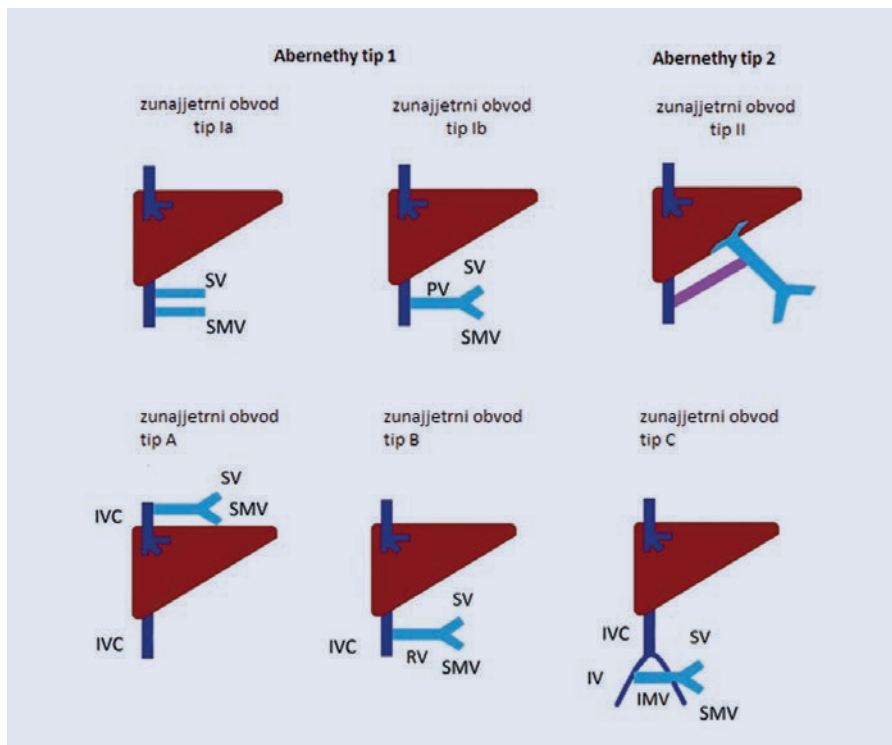 Abernethy tip 1
Abernethy tip 2
zunajjetrni obvod
tip Ia
zunajjetrni obvod
tip Ib
zunajjetrni obvod
tip II
SV
SMV
PV
SV
SMV
zunajjetrni obvod
tip A
zunajjetrni obvod
tip B
zunajjetrni obvod
tip C
IVC
SV
SMV
IVC
IVC
RV
SV
SMV
IVC
SV
IV
IMV
SMV